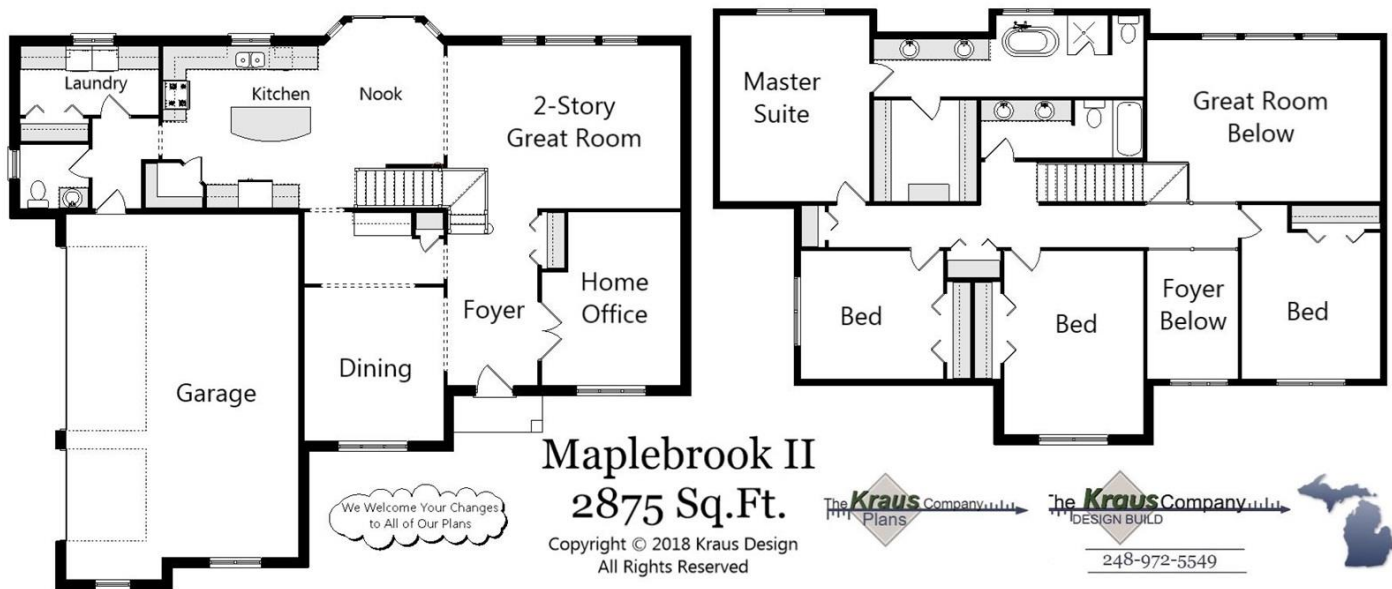 Laundry
Kitchen
Nook
2-Story
Great Room
Garage
Dining
Foyer
Home
Office
Master
Suite
Great Room
Below
Bed
Bed
Foyer
Below
Bed
We Welcome Your Changes
to All of Our Plans
Maplebrook II
2875 Sq.Ft.
Copyright © 2018 Kraus Design
All Rights Reserved
The Kraus Company
Plans
The Kraus Company
DESIGN BUILD
248-972-5549